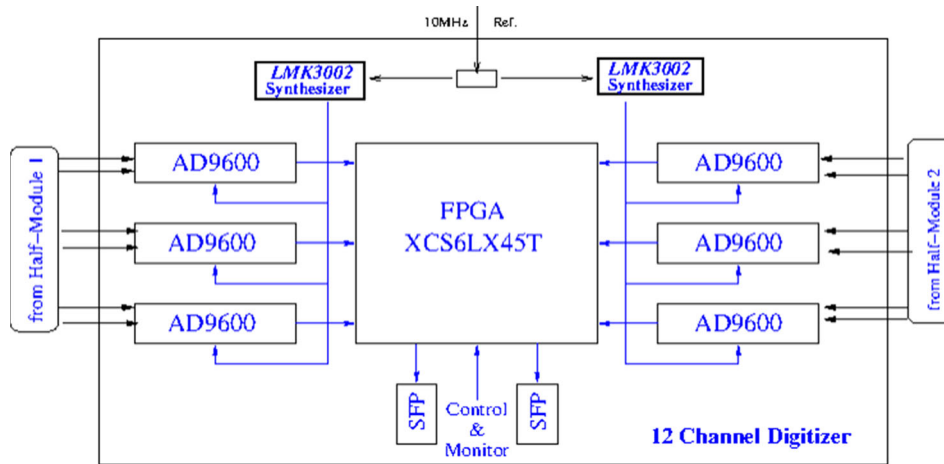 10MHz Ref.
LMK3002
Synthesizer
LMK3002
Synthesizer
from Half-Module 1
AD9600
AD9600
AD9600
FPGA
XCS6LX45T
AD9600
AD9600
AD9600
from Half-Module 2
SFP
Control
&
Monitor
SFP
12 Channel Digitizer